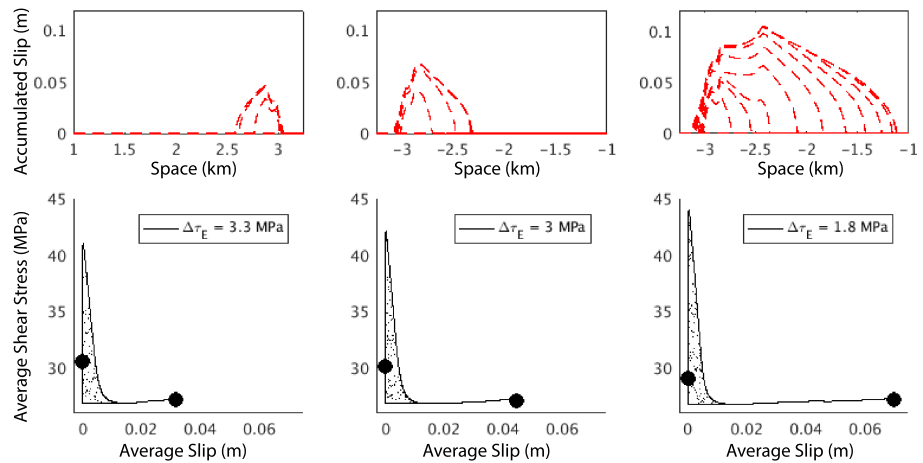 Accumulated Slip (m)
0.1
0.05
0
1 1.5 2 2.5 3
Space (km)
0.1
0.05
0
−3 −2.5 −2 −1.5 −1
Space (km)
0.1
0.05
0
−3 −2.5 −2 −1.5 −1
Space (km)
Average Shear Stress (MPa)
45
40
35
30
Δτ_E = 3.3 MPa
0 0.02 0.04 0.06
Average Slip (m)
45
40
35
30
Δτ_E = 3 MPa
0 0.02 0.04 0.06
Average Slip (m)
45
40
35
30
Δτ_E = 1.8 MPa
0 0.02 0.04 0.06
Average Slip (m)